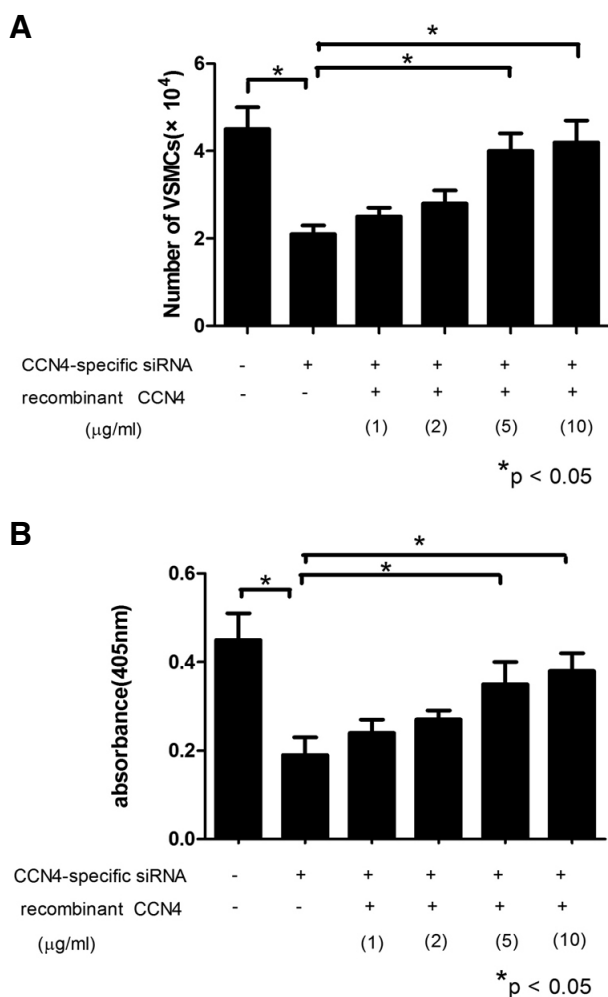 A
Number of VSMCs(× 10⁴)
6
4
2
0
* * *
CCN4-specific siRNA - + + + + +
recombinant CCN4 - - + + + +
(μg/ml) (1) (2) (5) (10)
*p < 0.05
B
absorbance(405nm)
0.6
0.4
0.2
0.0
* * *
CCN4-specific siRNA - + + + + +
recombinant CCN4 - - + + + +
(μg/ml) (1) (2) (5) (10)
*p < 0.05